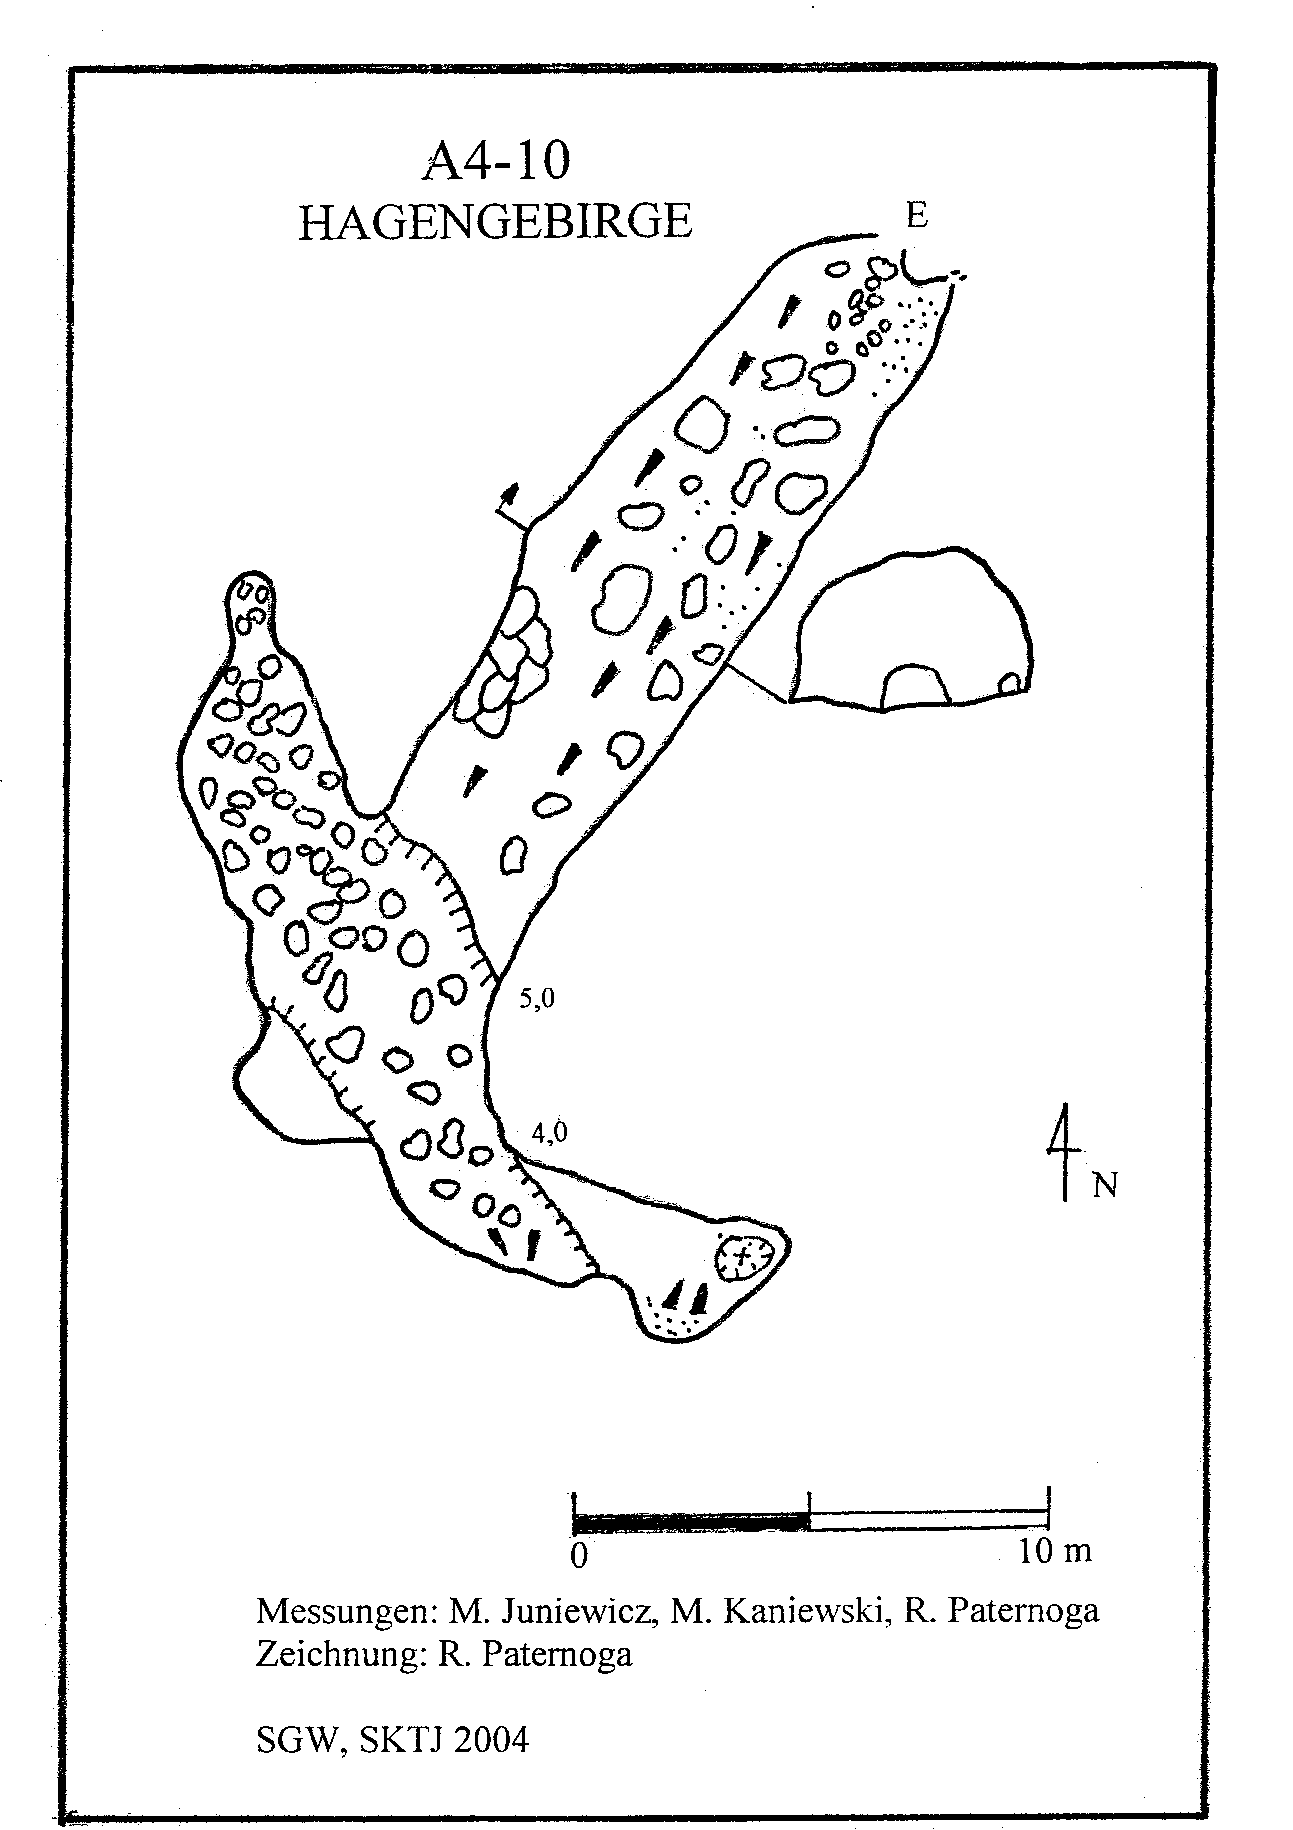 A4-10
HAGENGEBIRGE
E
5,0
4,0
N
0
10 m
Messungen: M. Juniewicz, M. Kaniewski, R. Paternoga
Zeichnung: R. Paternoga
SGW, SKTJ 2004